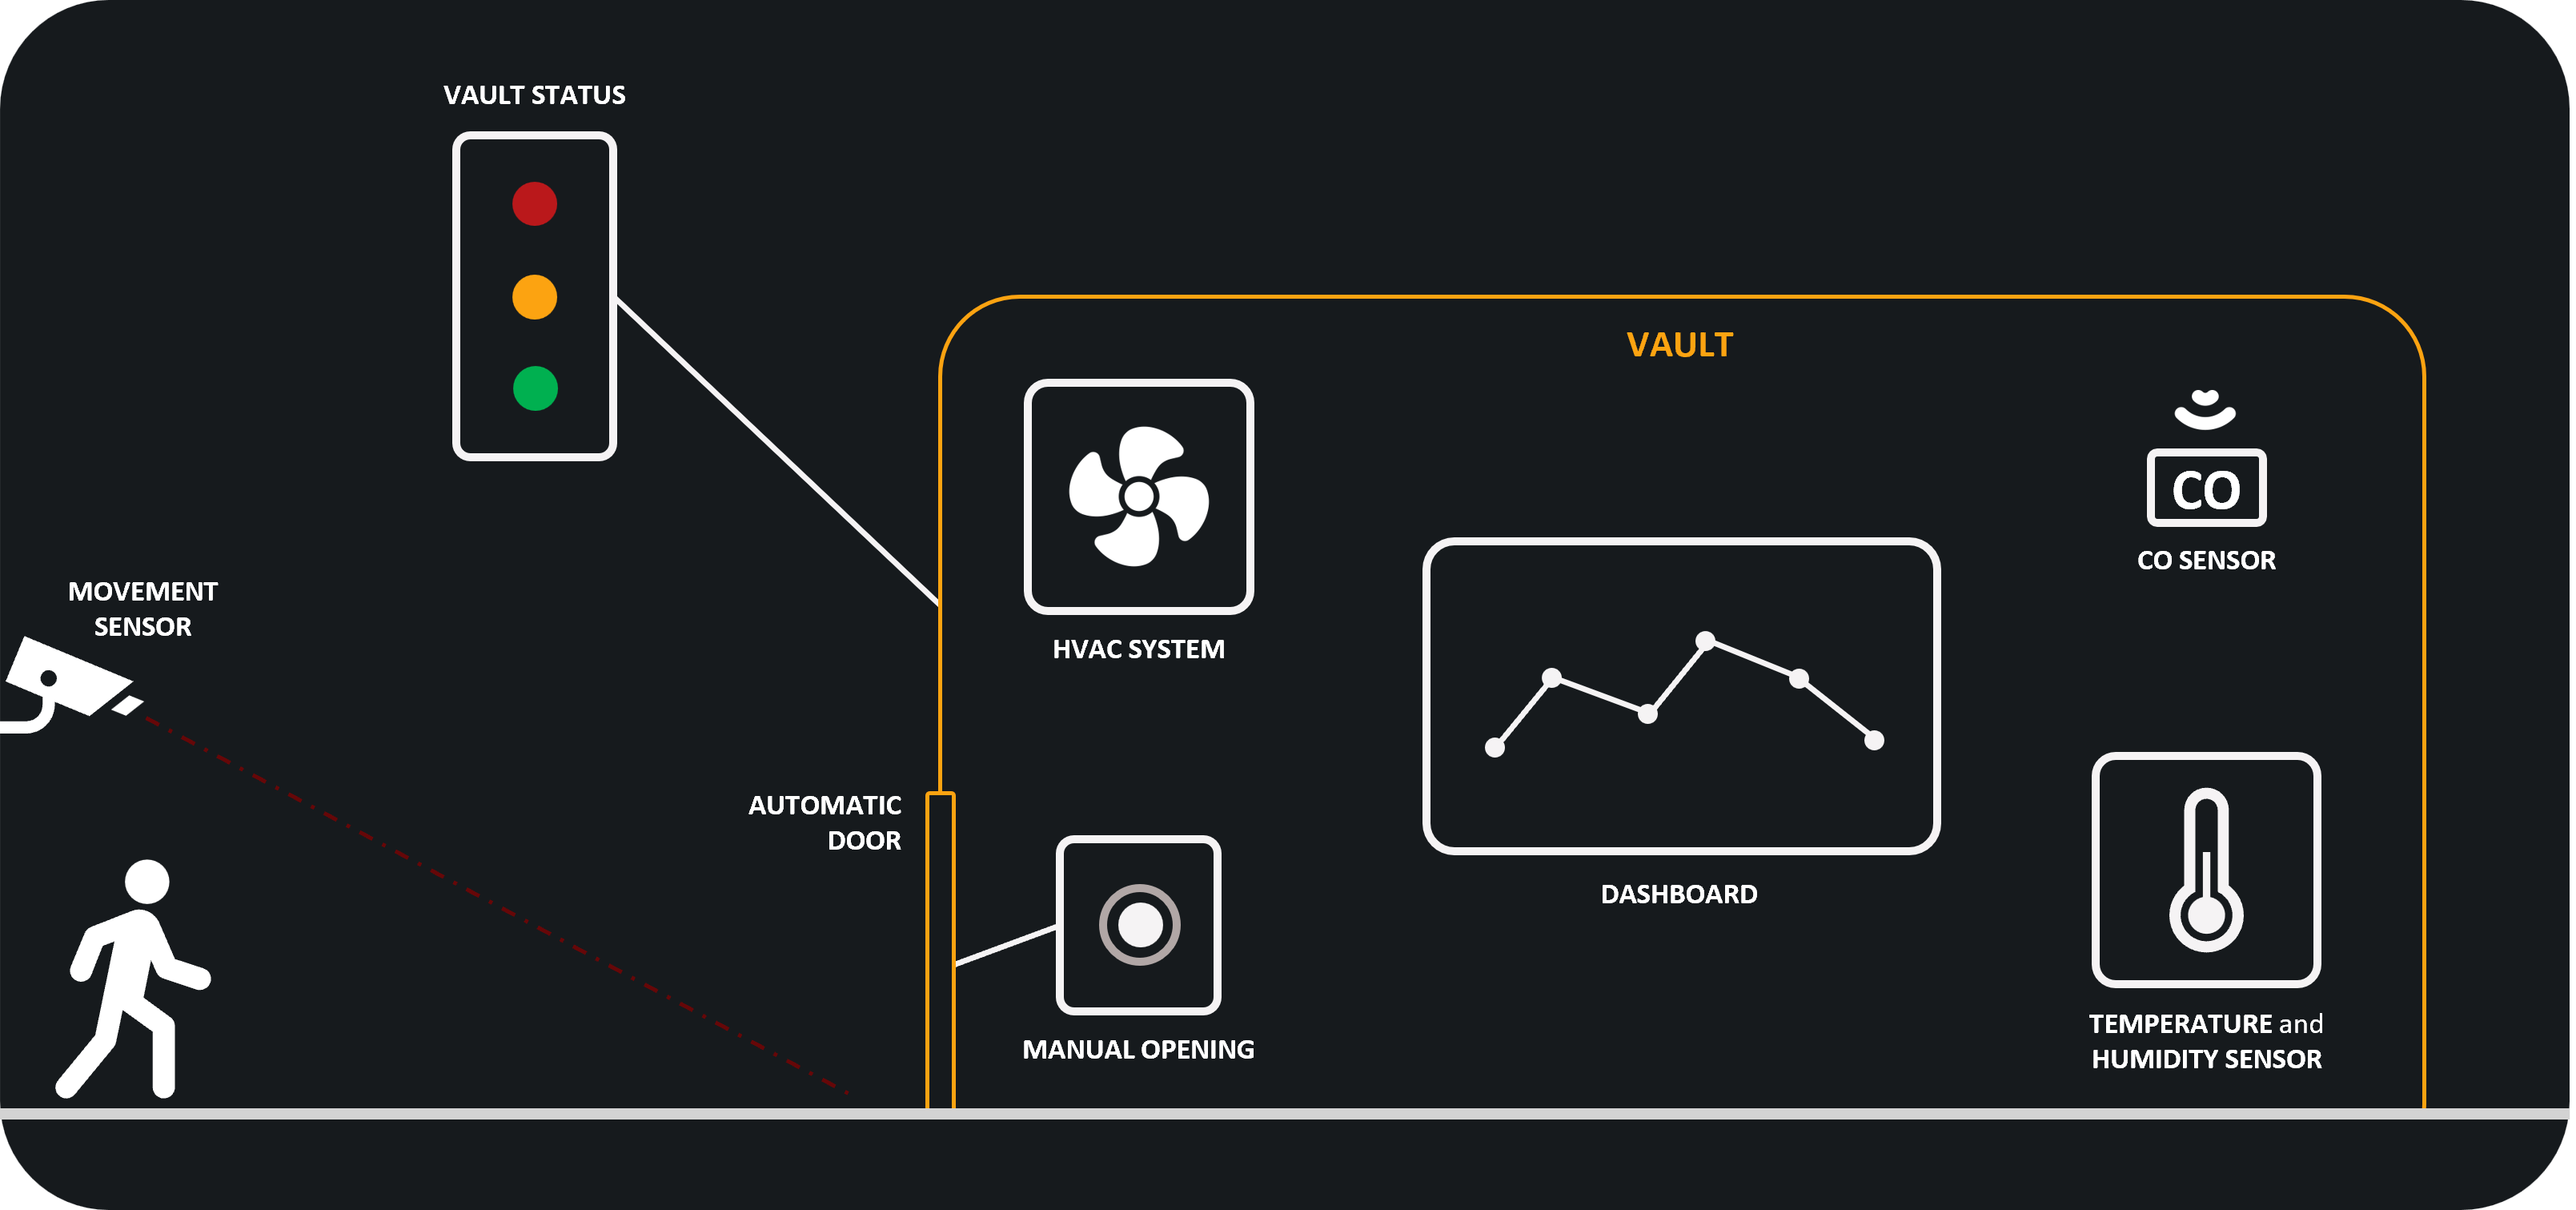 VAULT STATUS
VAULT
CO
CO SENSOR
MOVEMENT
SENSOR
HVAC SYSTEM
AUTOMATIC
DOOR
DASHBOARD
MANUAL OPENING
TEMPERATURE and
HUMIDITY SENSOR